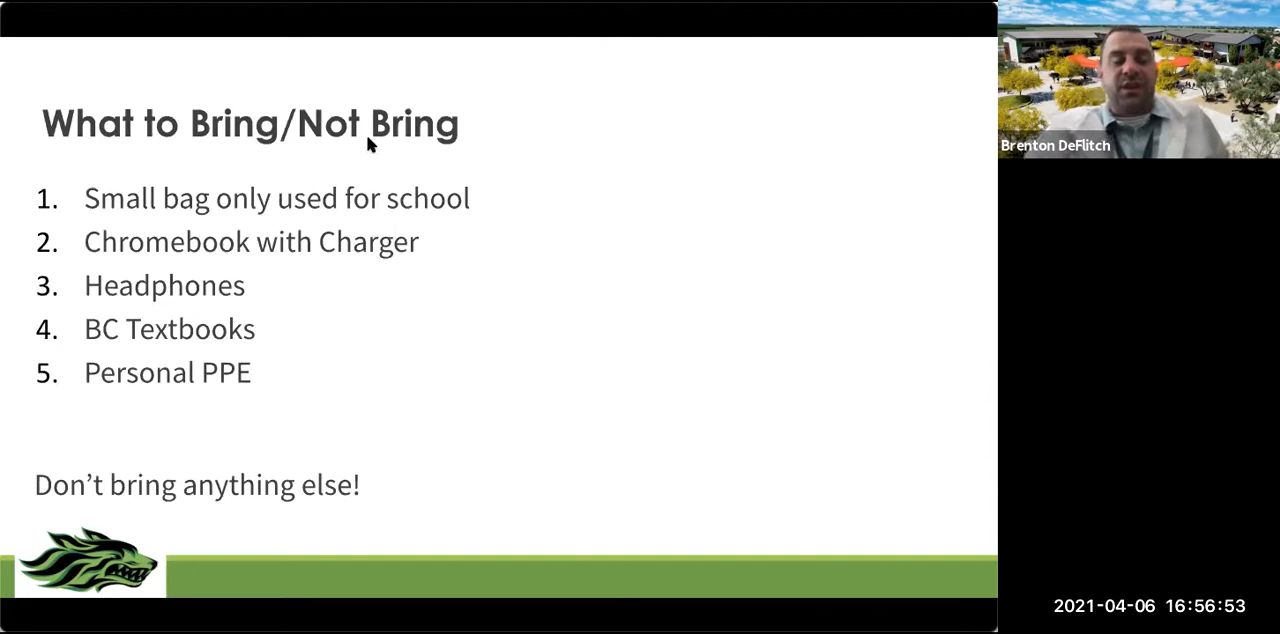 What to Bring/Not Bring
1. Small bag only used for school
2. Chromebook with Charger
3. Headphones
4. BC Textbooks
5. Personal PPE
Don’t bring anything else!
Brenton DeFlitch
2021-04-06 16:56:53